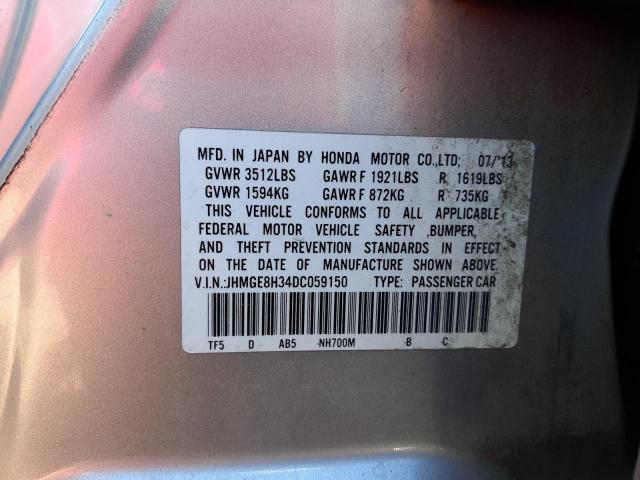 MFD. IN JAPAN BY HONDA MOTOR CO.,LTD; 07/'13
GVWR 3512LBS GAWR F 1921LBS R 1619LBS
GVWR 1594KG GAWR F 872KG R 735KG
THIS VEHICLE CONFORMS TO ALL APPLICABLE
FEDERAL MOTOR VEHICLE SAFETY ,BUMPER,
AND THEFT PREVENTION STANDARDS IN EFFECT
ON THE DATE OF MANUFACTURE SHOWN ABOVE.
V.I.N.:JHMGE8H34DC059150 TYPE: PASSENGER CAR
TF5 D AB5 -NH700M -B -C